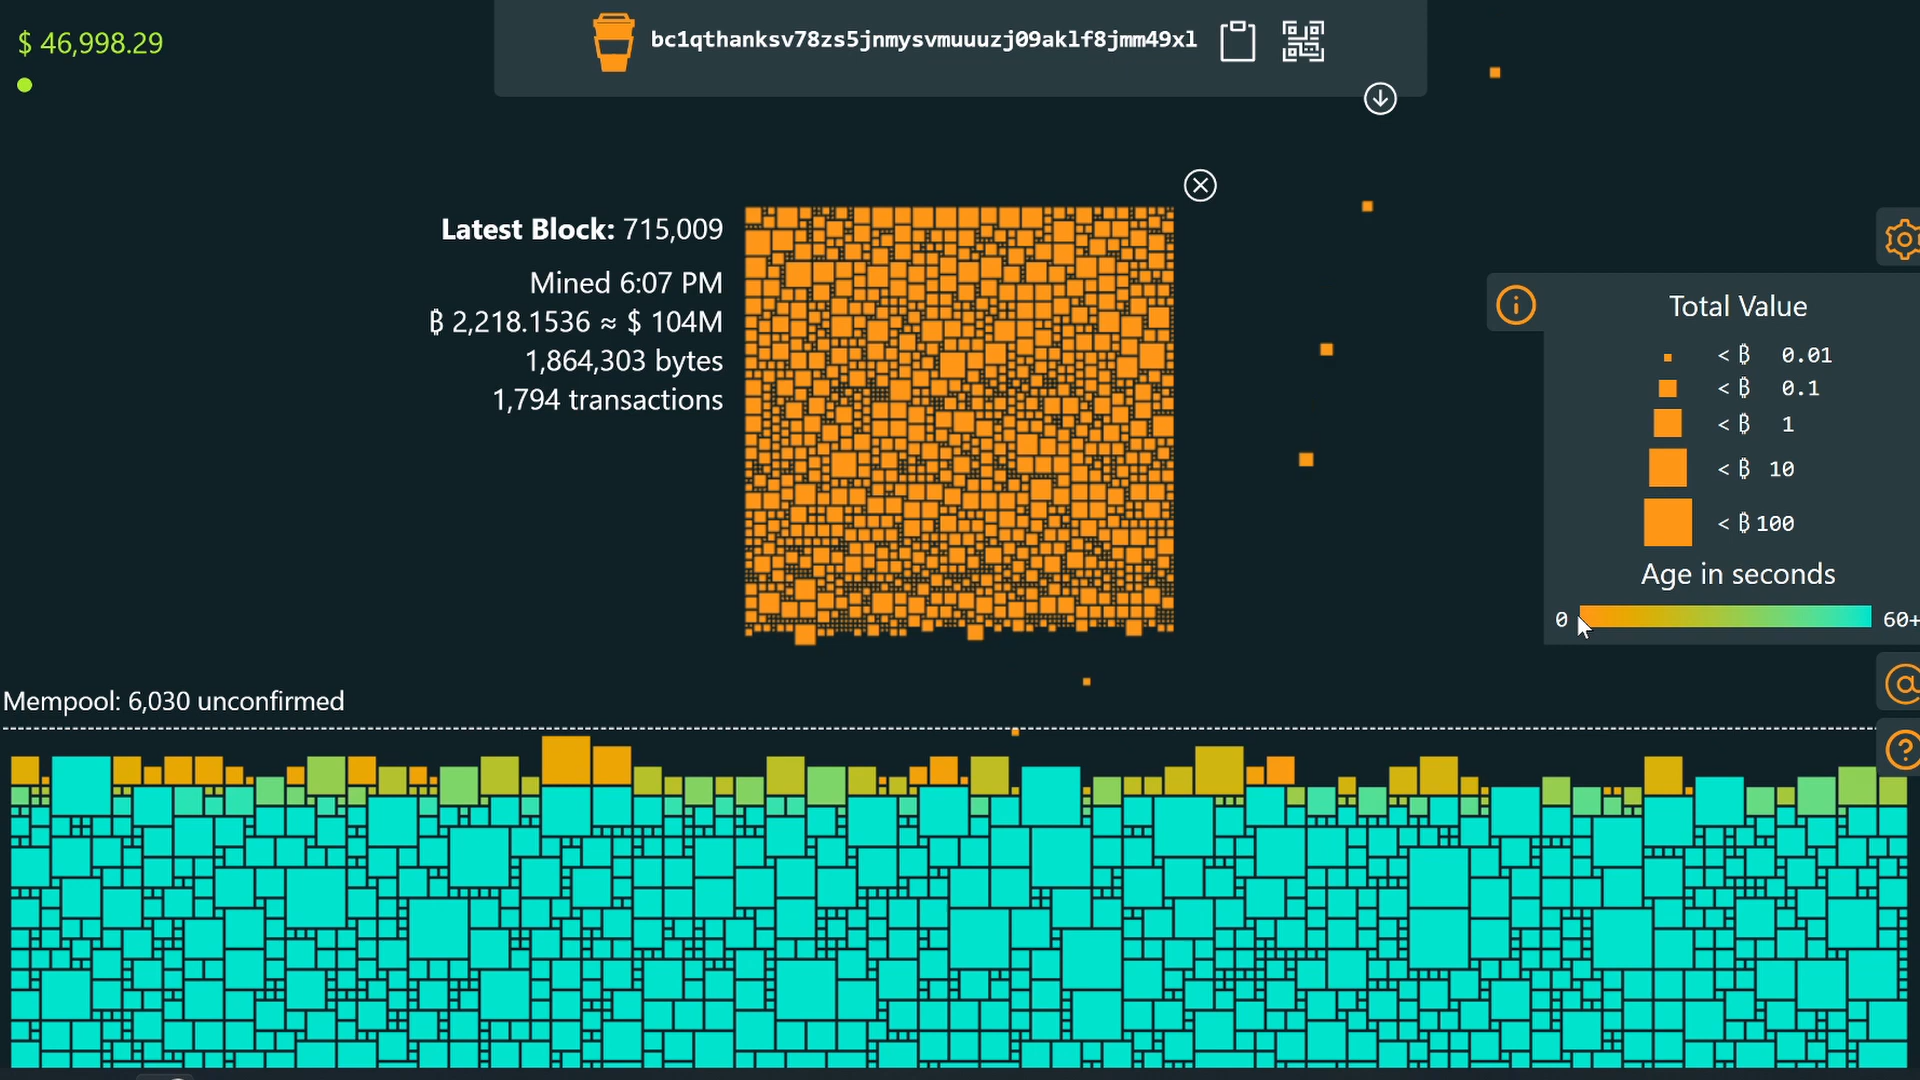 $ 46,998.29
bc1qthanksv78zs5jnmysvmuuuzj09aklf8jmm49xl
Latest Block: 715,009
Mined 6:07 PM
₿ 2,218.1536 ≈ $ 104M
1,864,303 bytes
1,794 transactions
Total Value
< ₿ 0.01
< ₿ 0.1
< ₿ 1
< ₿ 10
< ₿ 100
Age in seconds
0 60+
Mempool: 6,030 unconfirmed